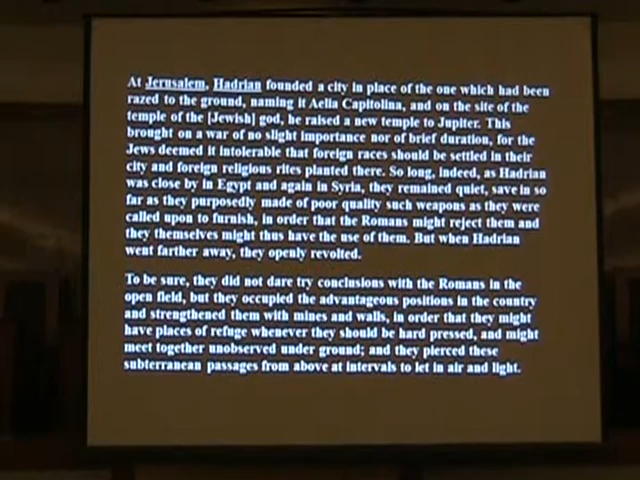 At Jerusalem, Hadrian founded a city in place of the one which had been
razed to the ground, naming it Aelia Capitolina, and on the site of the
temple of the [Jewish] god, he raised a new temple to Jupiter. This
brought on a war of no slight importance nor of brief duration, for the
Jews deemed it intolerable that foreign races should be settled in their
city and foreign religious rites planted there. So long, indeed, as Hadrian
was close by in Egypt and again in Syria, they remained quiet, save in so
far as they purposedly made of poor quality such weapons as they were
called upon to furnish, in order that the Romans might reject them and
they themselves might thus have the use of them. But when Hadrian
went farther away, they openly revolted.
To be sure, they did not dare try conclusions with the Romans in the
open field, but they occupied the advantageous positions in the country
and strengthened them with mines and walls, in order that they might
have places of refuge whenever they should be hard pressed, and might
meet together unobserved under ground; and they pierced these
subterranean passages from above at intervals to let in air and light.